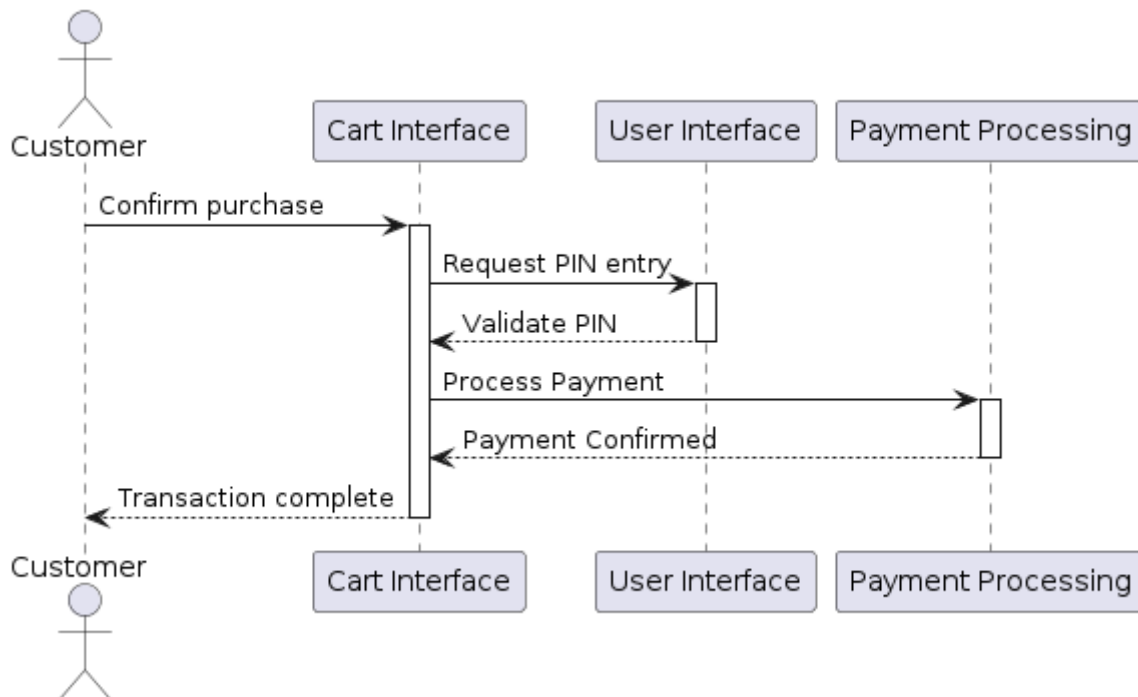 Customer
Cart Interface
User Interface
Payment Processing
Confirm purchase
Request PIN entry
Validate PIN
Process Payment
Payment Confirmed
Transaction complete
Customer
Cart Interface
User Interface
Payment Processing